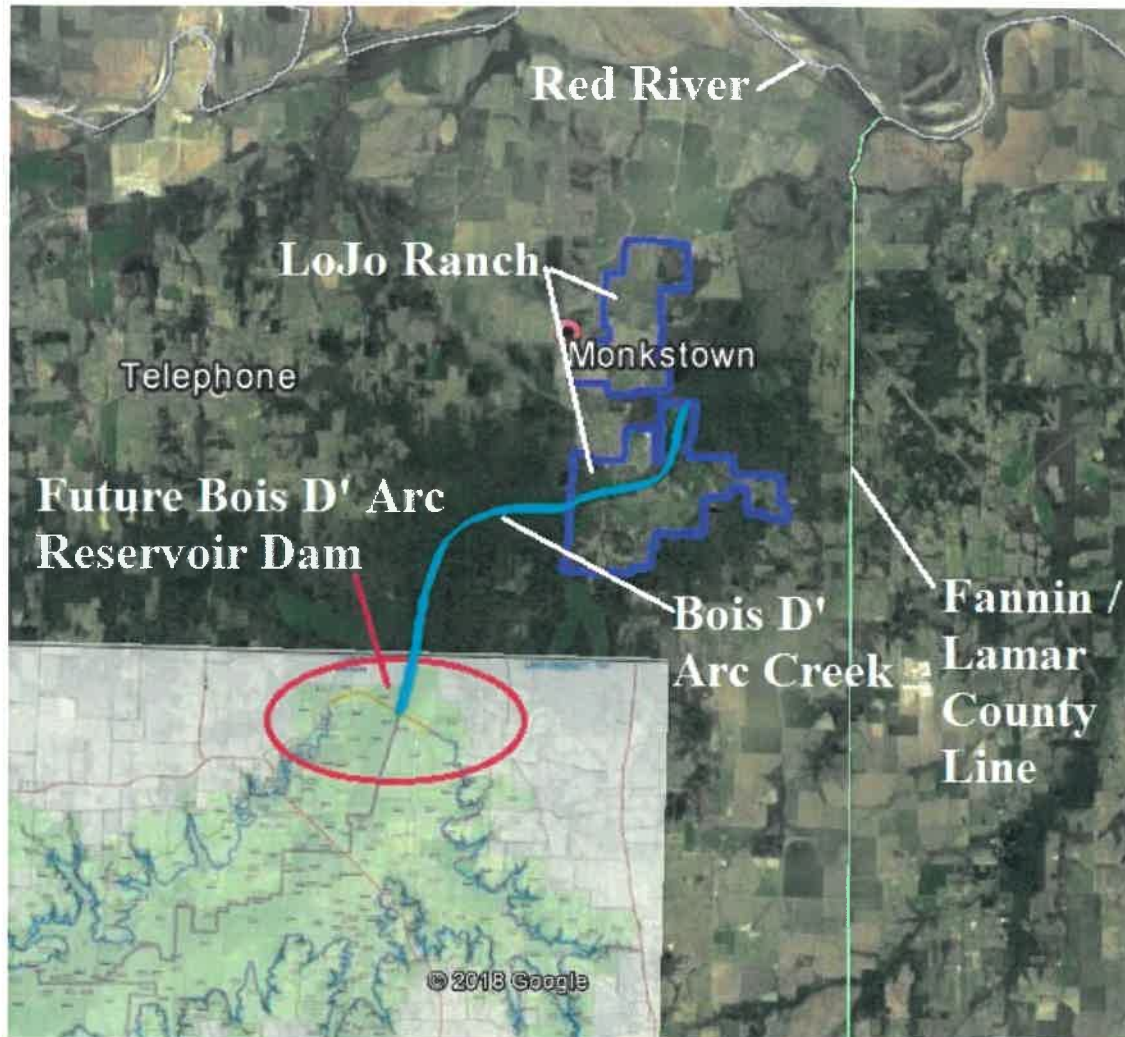 Red River
LoJo Ranch
Monkstown
Telephone
Future Bois D' Arc
Reservoir Dam
Bois D'
Arc Creek
Fannin /
Lamar
County
Line
© 2018 Google